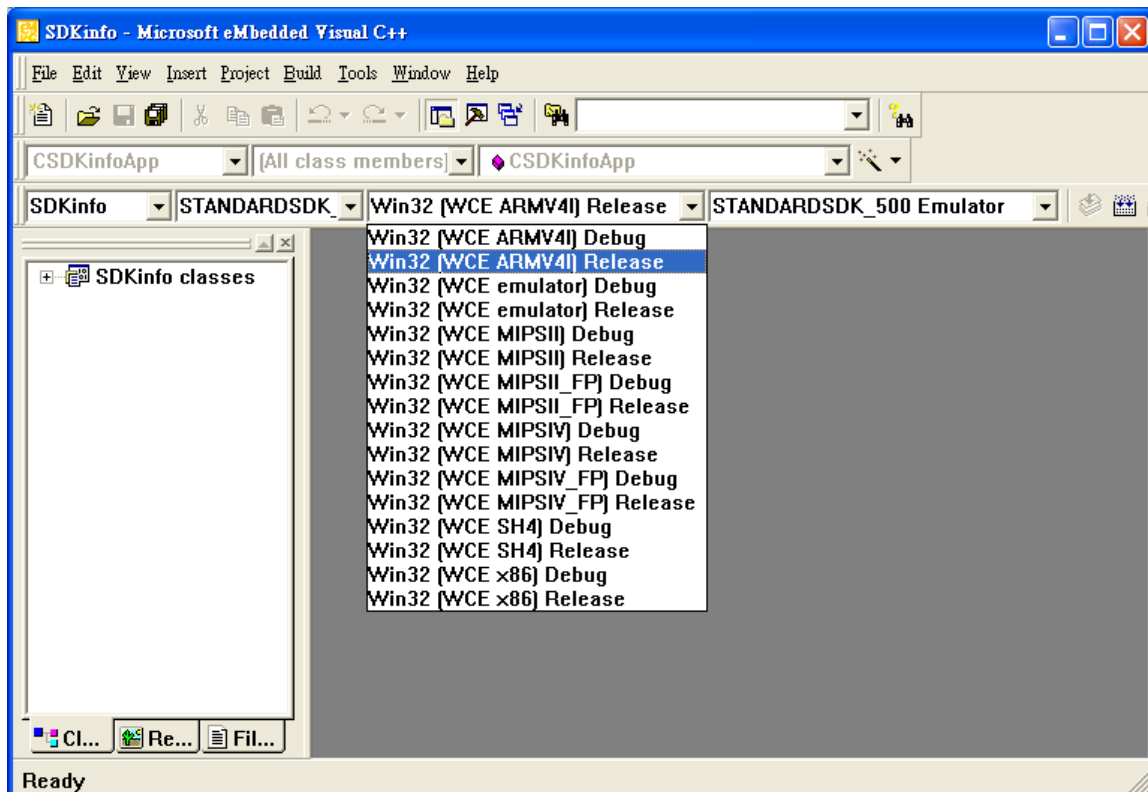 SDKinfo - Microsoft eMbedded Visual C++
File Edit View Insert Project Build Tools Window Help
CSDKinfoApp (All class members) CSDKinfoApp
SDKinfo STANDARDSDK_ Win32 (WCE ARMV4I) Release STANDARDSDK_500 Emulator
Win32 (WCE ARMV4I) Debug
Win32 (WCE ARMV4I) Release
SDKinfo classes
Win32 (WCE emulator) Debug
Win32 (WCE emulator) Release
Win32 (WCE MIPSII) Debug
Win32 (WCE MIPSII) Release
Win32 (WCE MIPSII_FP) Debug
Win32 (WCE MIPSII_FP) Release
Win32 (WCE MIPSIV) Debug
Win32 (WCE MIPSIV) Release
Win32 (WCE MIPSIV_FP) Debug
Win32 (WCE MIPSIV_FP) Release
Win32 (WCE SH4) Debug
Win32 (WCE SH4) Release
Win32 (WCE x86) Debug
Win32 (WCE x86) Release
Cl... Re... Fil...
Ready